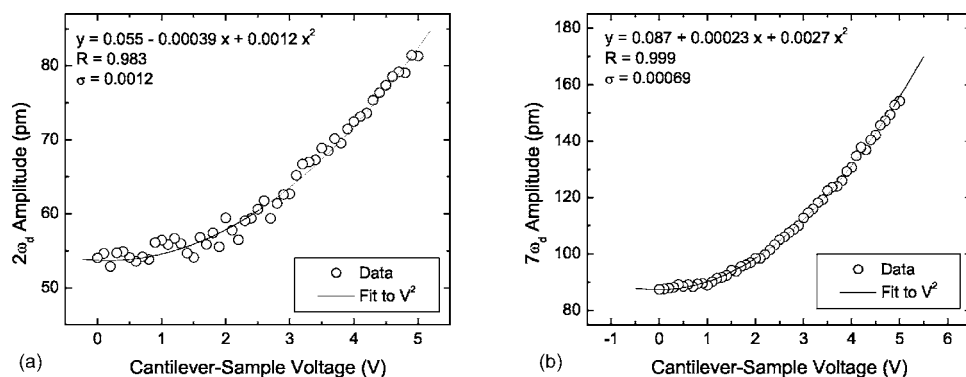 y = 0.055 - 0.00039 x + 0.0012 x²
R = 0.983
σ = 0.0012
80
70
60
50
2ω_d Amplitude (pm)
Data
Fit to V²
0 1 2 3 4 5
(a)
Cantilever-Sample Voltage (V)
y = 0.087 + 0.00023 x + 0.0027 x²
R = 0.999
σ = 0.00069
180
160
140
120
100
80
7ω_d Amplitude (pm)
Data
Fit to V²
-1 0 1 2 3 4 5 6
(b)
Cantilever-Sample Voltage (V)